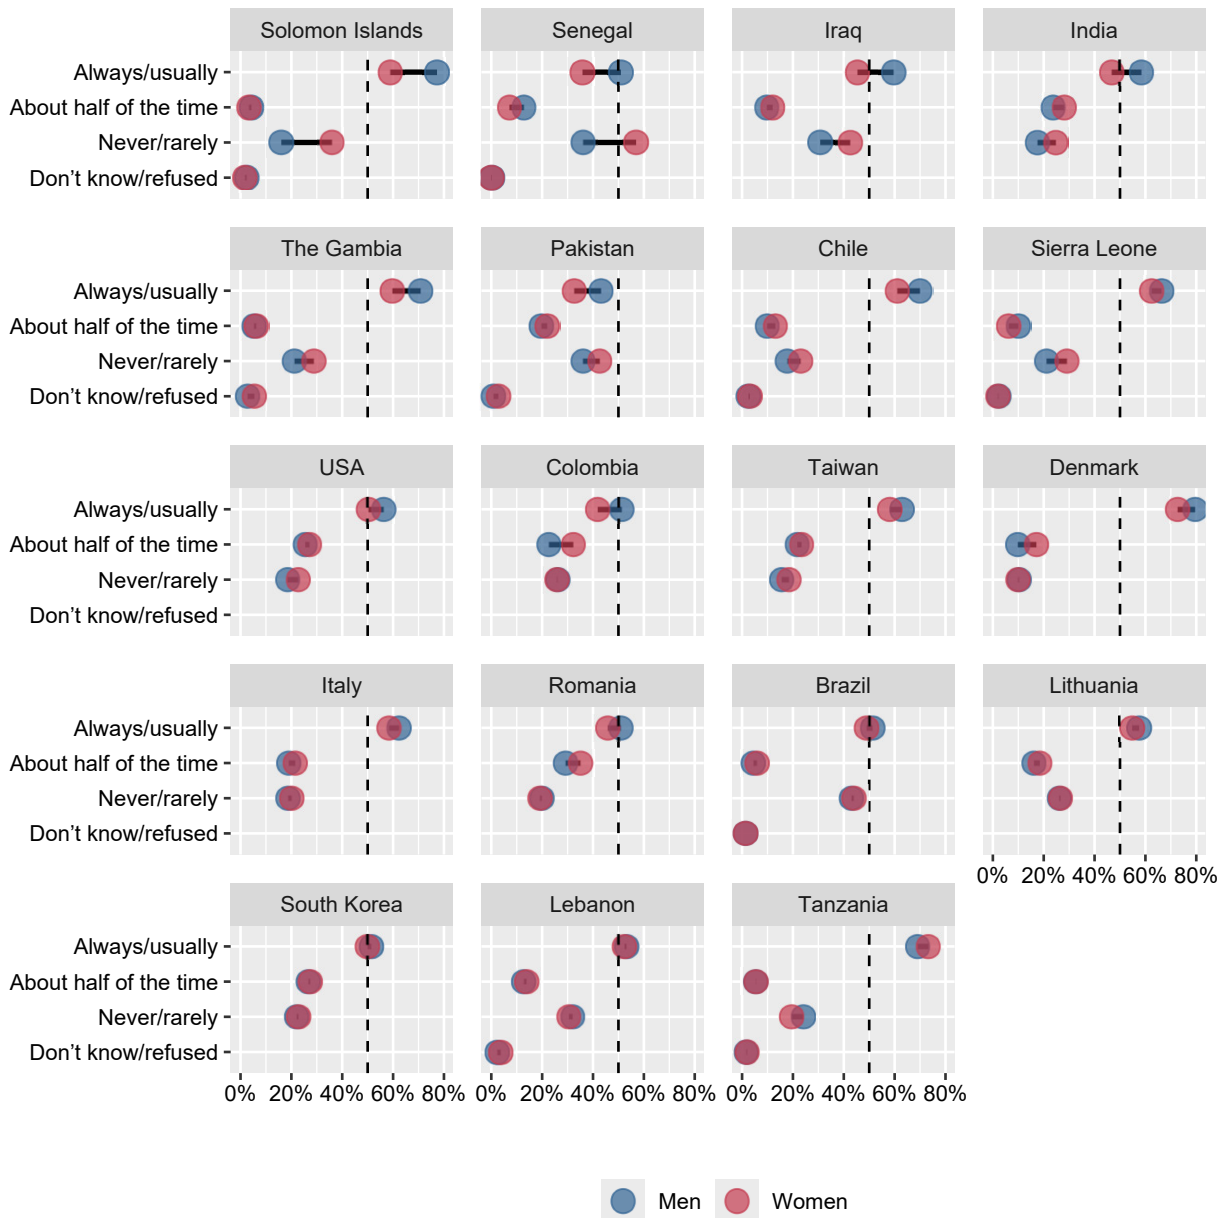 Solomon Islands Senegal Iraq India
Always/usually
About half of the time
Never/rarely
Don’t know/refused
The Gambia Pakistan Chile Sierra Leone
Always/usually
About half of the time
Never/rarely
Don’t know/refused
USA Colombia Taiwan Denmark
Always/usually
About half of the time
Never/rarely
Don’t know/refused
Italy Romania Brazil Lithuania
Always/usually
About half of the time
Never/rarely
Don’t know/refused
0% 20% 40% 60% 80%
South Korea Lebanon Tanzania
Always/usually
About half of the time
Never/rarely
Don’t know/refused
0% 20% 40% 60% 80% 0% 20% 40% 60% 80% 0% 20% 40% 60% 80%
Men Women